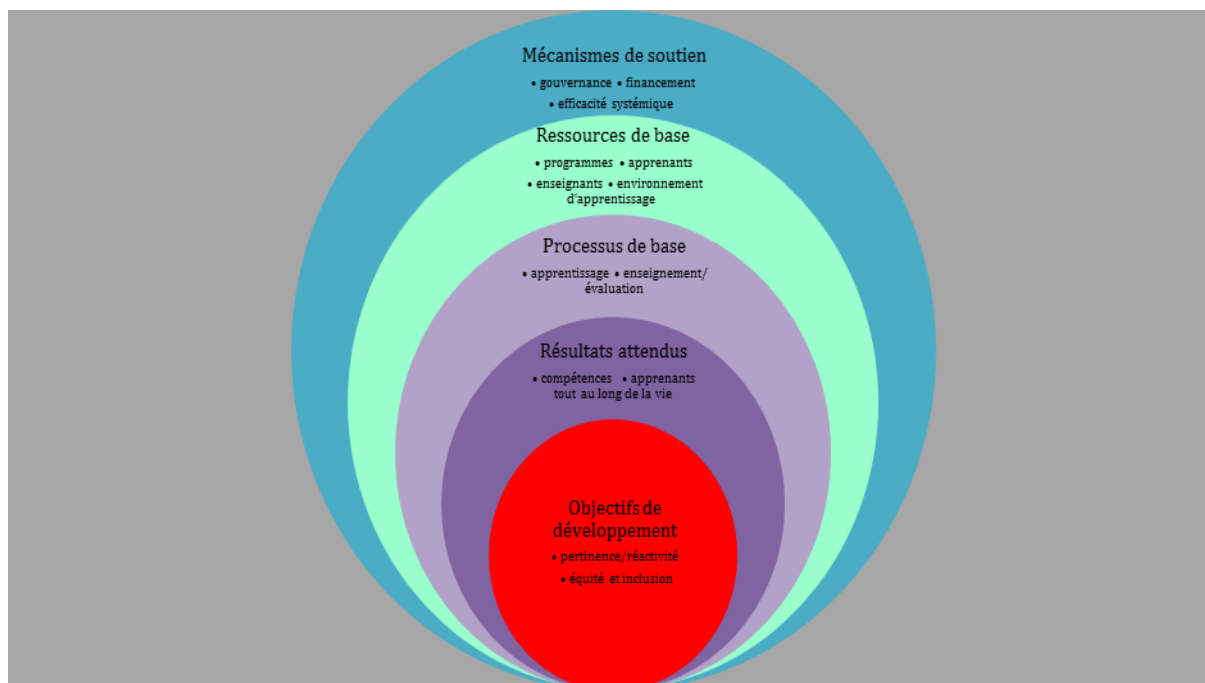 Mécanismes de soutien
• gouvernance • financement
• efficacité systémique
Ressources de base
• programmes • apprenants
• enseignants • environnement
d'apprentissage
Processus de base
• apprentissage • enseignement/
évaluation
Résultats attendus
• compétences • apprenants
tout au long de la vie
Objectifs de
développement
• pertinence/réactivité
• équité et inclusion